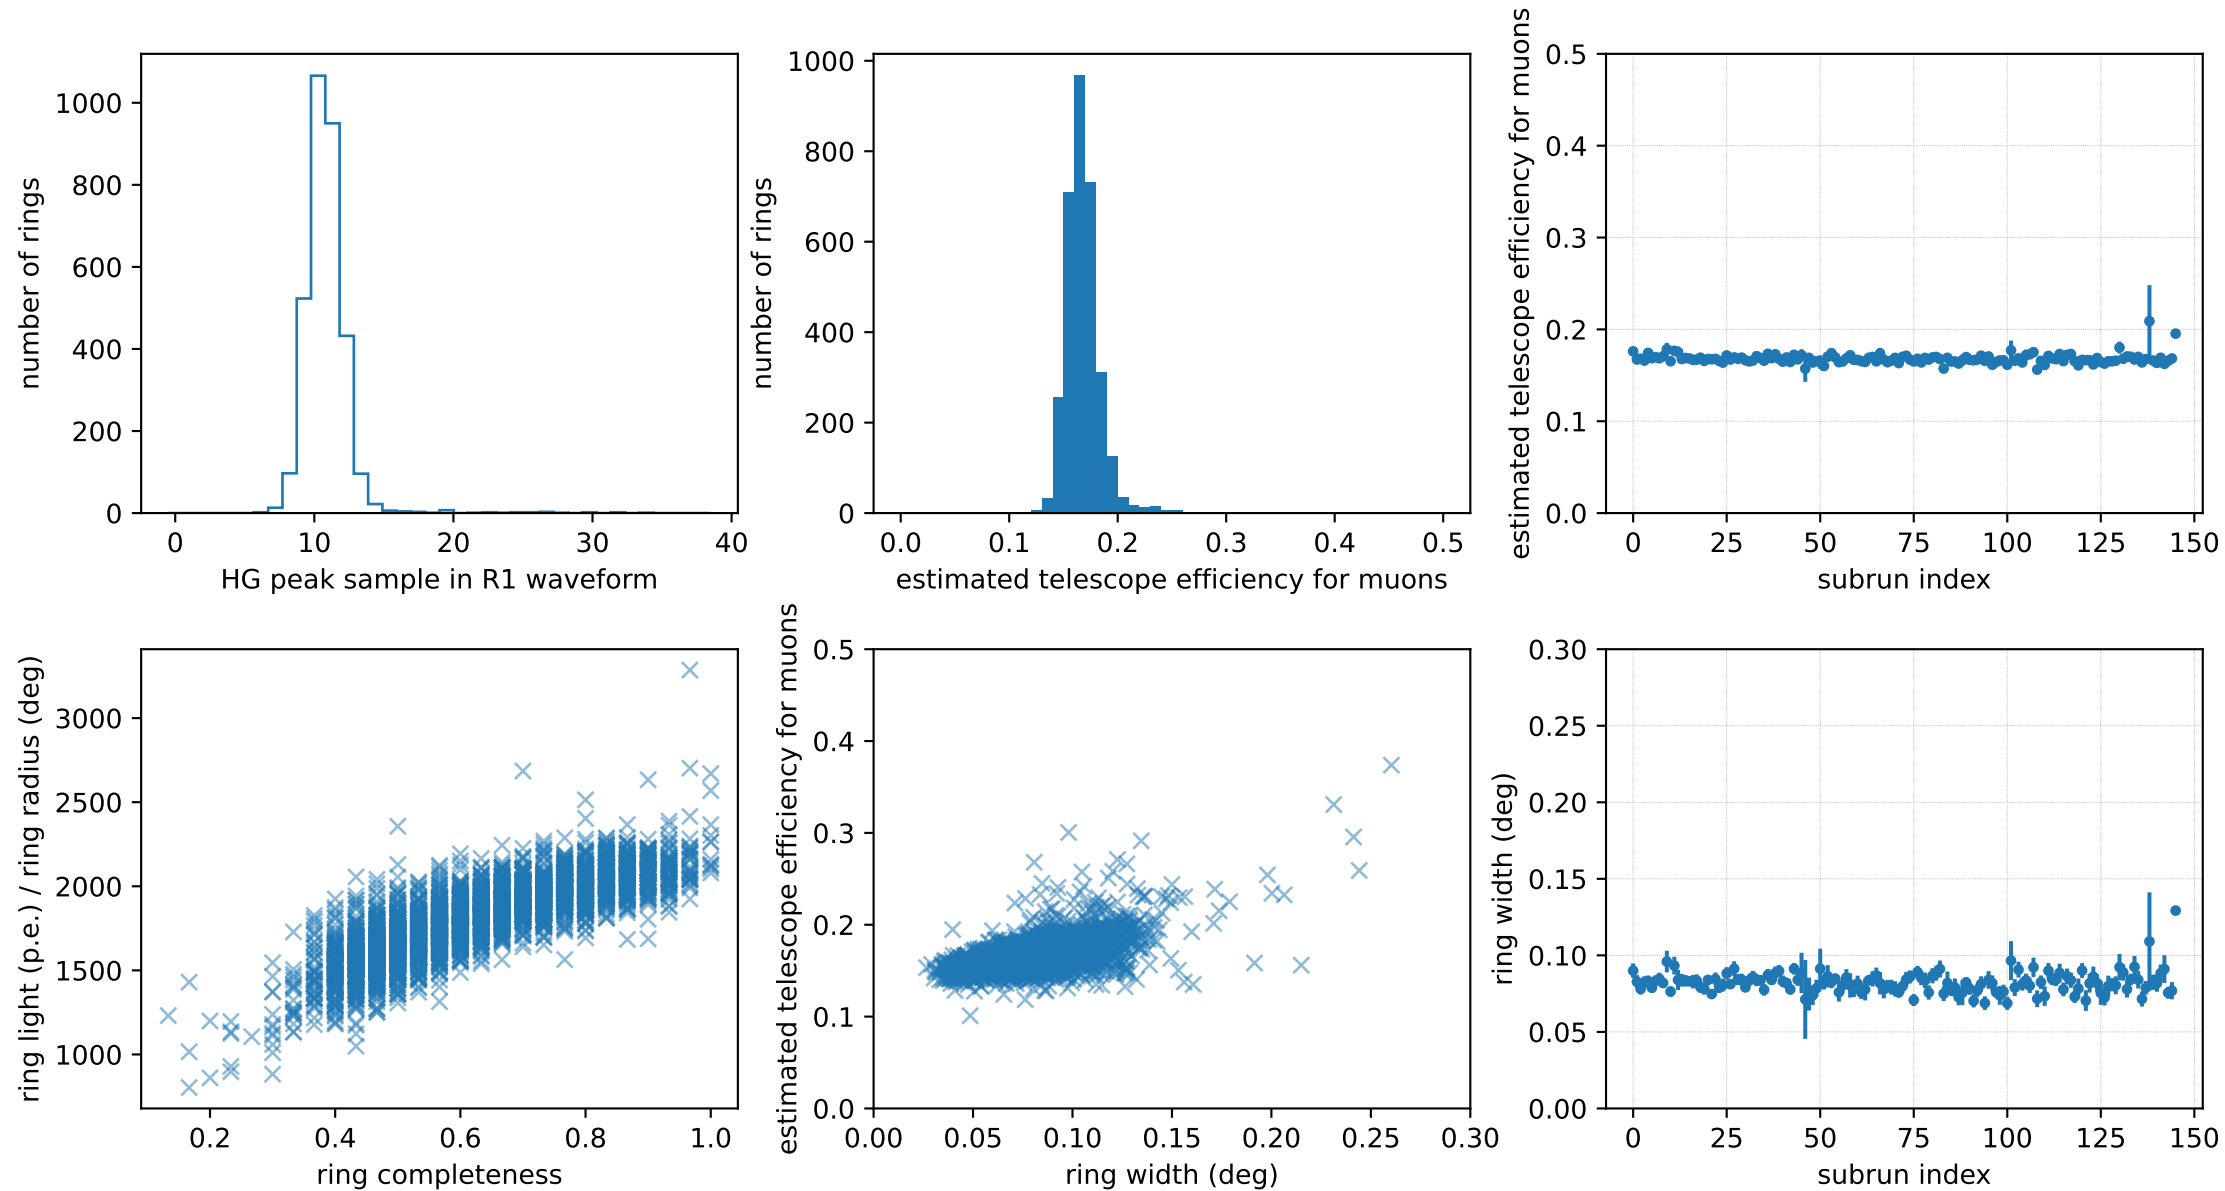 number of rings
1000
800
600
400
200
0
0 10 20 30 40
HG peak sample in R1 waveform
number of rings
1000
800
600
400
200
0
0.0 0.1 0.2 0.3 0.4 0.5
estimated telescope efficiency for muons
estimated telescope efficiency for muons
0.5
0.4
0.3
0.2
0.1
0.0
0 25 50 75 100 125 150
subrun index
ring light (p.e.) / ring radius (deg)
3000
2500
2000
1500
1000
0.2 0.4 0.6 0.8 1.0
ring completeness
estimated telescope efficiency for muons
0.5
0.4
0.3
0.2
0.1
0.0
0.00 0.05 0.10 0.15 0.20 0.25 0.30
ring width (deg)
ring width (deg)
0.30
0.25
0.20
0.15
0.10
0.05
0.00
0 25 50 75 100 125 150
subrun index